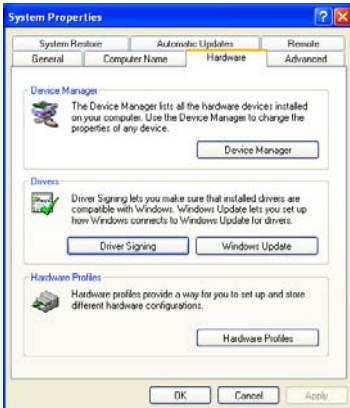 System Properties
System Restore Automatic Updates Remote
General Computer Name Hardware Advanced
Device Manager
The Device Manager lists all the hardware devices installed
on your computer. Use the Device Manager to change the
properties of any device.
Device Manager
Drivers
Driver Signing lets you make sure that installed drivers are
compatible with Windows. Windows Update lets you set up
how Windows connects to Windows Update for drivers.
Driver Signing Windows Update
Hardware Profiles
Hardware profiles provide a way for you to set up and store
different hardware configurations.
Hardware Profiles
OK Cancel Apply